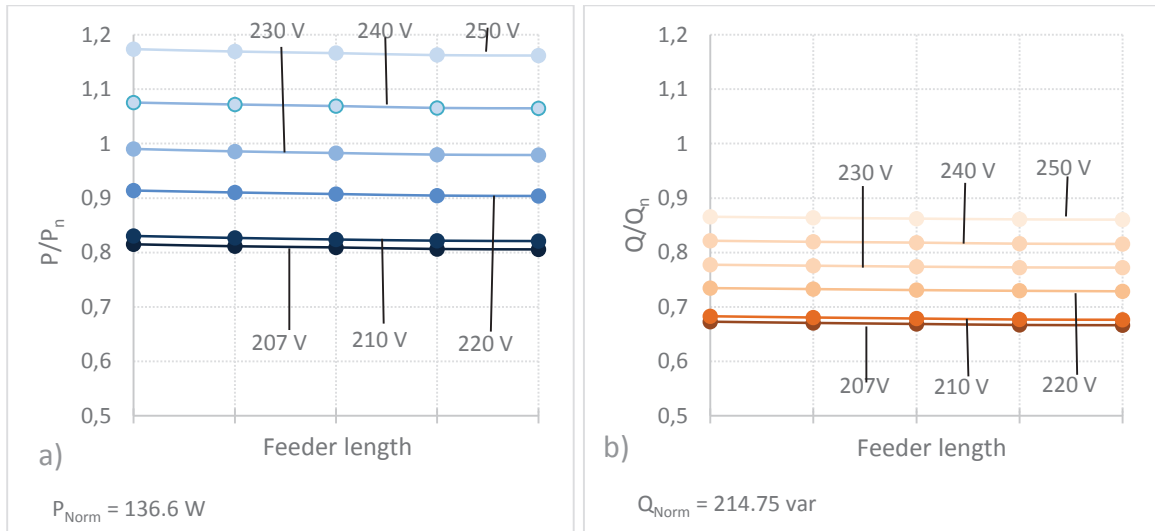 230 V 240 V 250 V
1,2
1,1
1
0,9
0,8
0,7
0,6
0,5
P/Pn
207 V 210 V 220 V
Feeder length
a)
PNorm = 136.6 W
1,2
1,1
1
0,9
0,8
0,7
0,6
0,5
Q/Qn
230 V 240 V 250 V
207V 210 V 220 V
Feeder length
b)
QNorm = 214.75 var